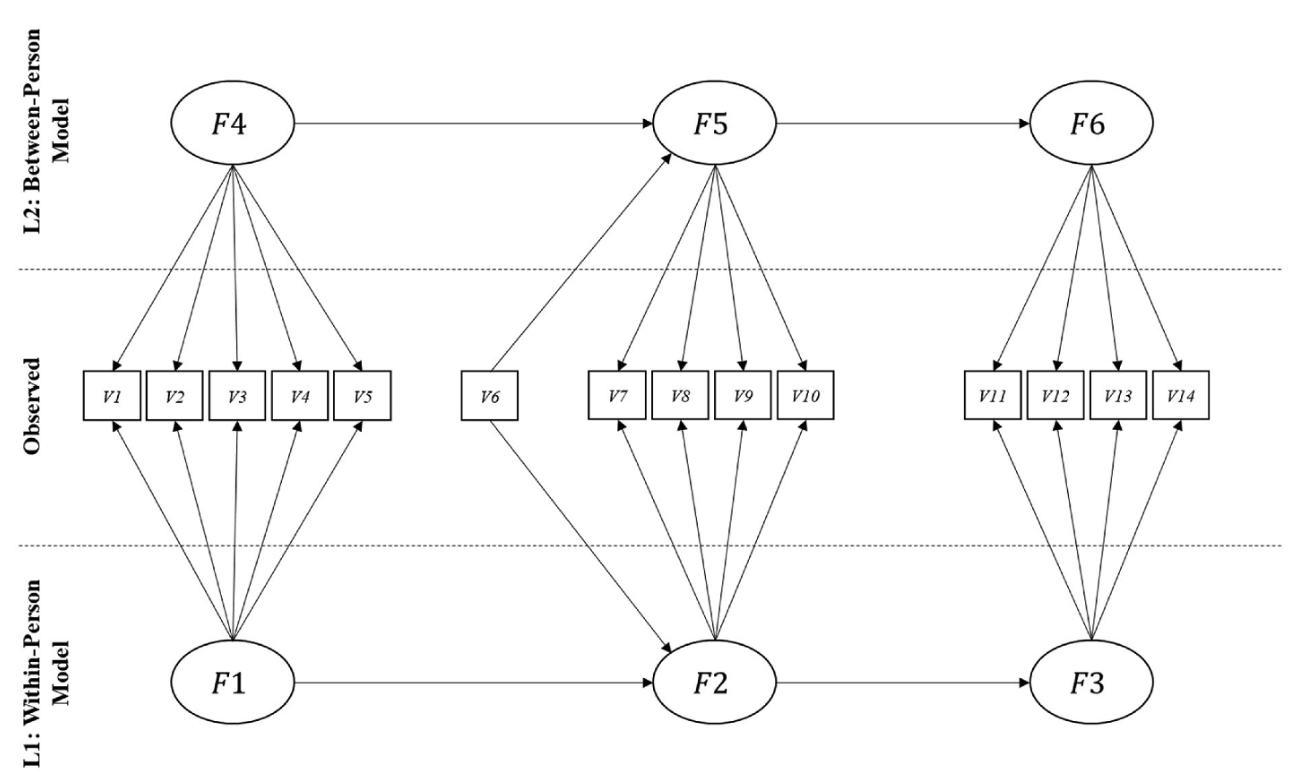 L2: Between-Person
Model
F4
F5
F6
Observed
V1
V2
V3
V4
V5
V6
V7
V8
V9
V10
V11
V12
V13
V14
L1: Within-Person
Model
F1
F2
F3